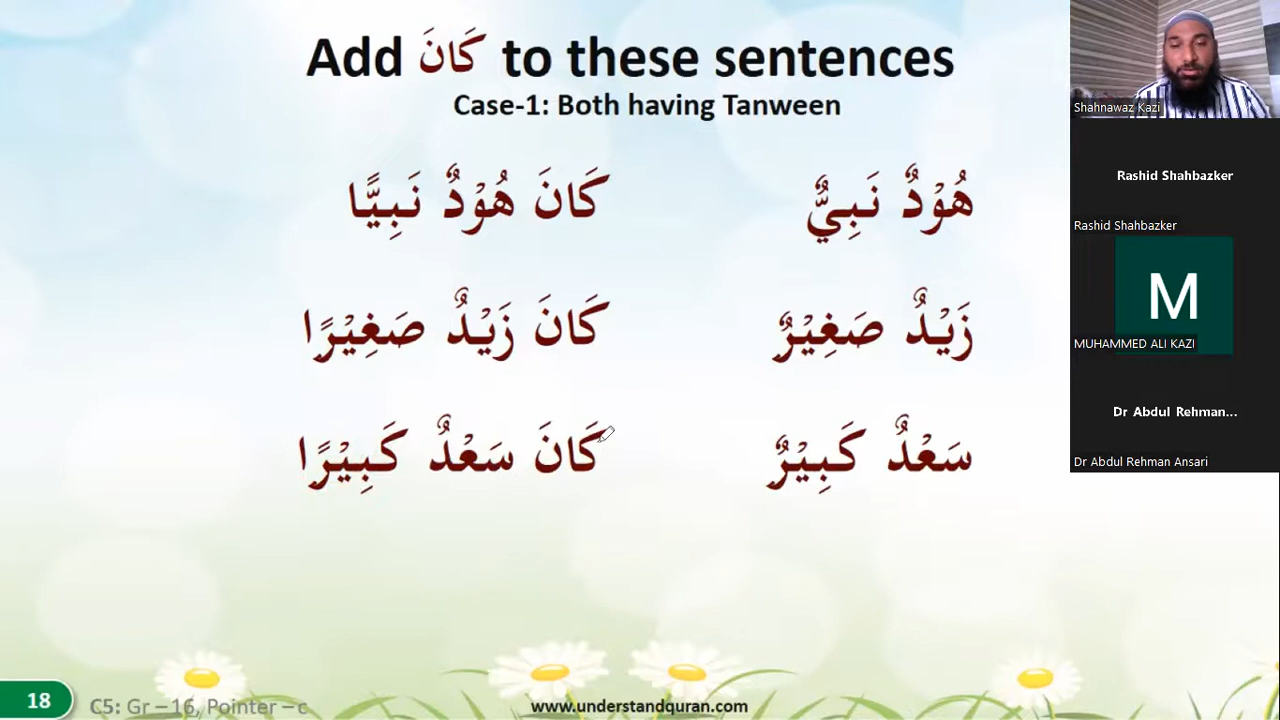 Add كَانَ to these sentences
Case-1: Both having Tanween
هُوْدٌ نَبِيٌّ
كَانَ هُوْدٌ نَبِيًّا
زَيْدٌ صَغِيْرٌ
كَانَ زَيْدٌ صَغِيْرًا
سَعْدٌ كَبِيْرٌ
كَانَ سَعْدٌ كَبِيْرًا
18
C5: Gr – 16, Pointer – c
www.understandquran.com
Shahnawaz Kazi
Rashid Shahbazker
Rashid Shahbazker
M
MUHAMMED ALI KAZI
Dr Abdul Rehman...
Dr Abdul Rehman Ansari